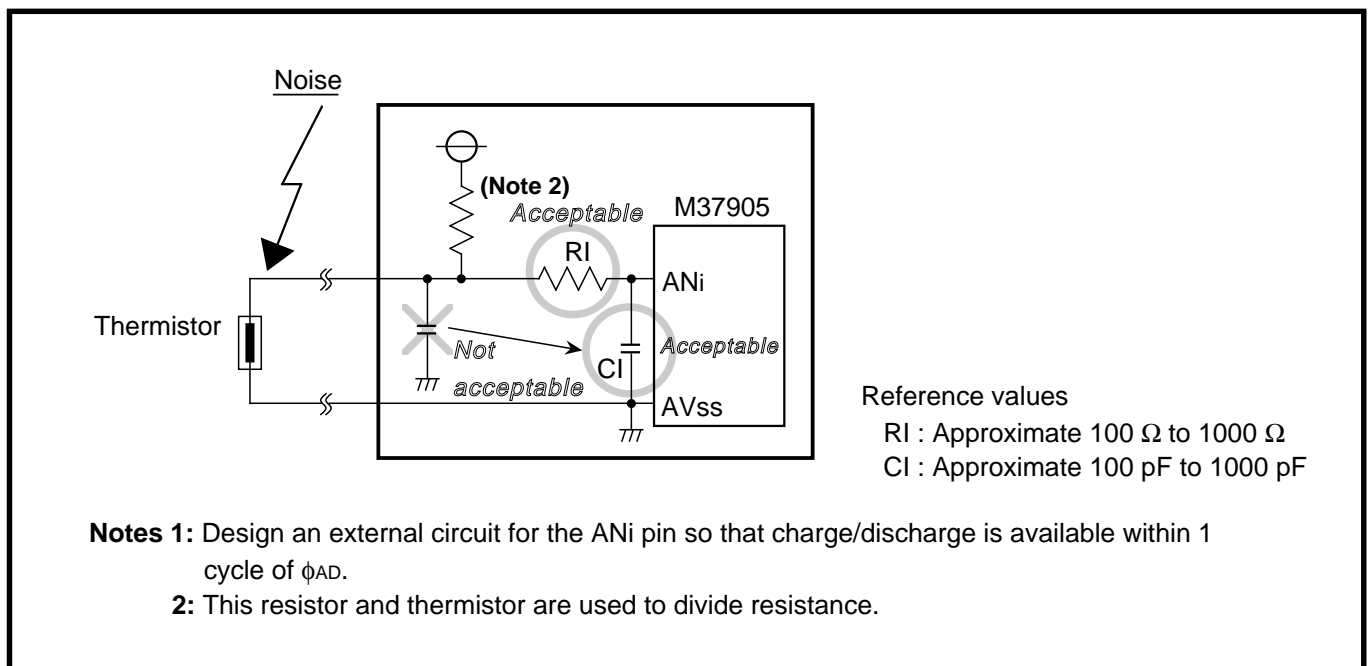 Noise
(Note 2)
Acceptable
M37905
RI
ANi
Thermistor
Not
acceptable
CI
Acceptable
AVss
Reference values
RI : Approximate 100 Ω to 1000 Ω
CI : Approximate 100 pF to 1000 pF
Notes 1: Design an external circuit for the ANi pin so that charge/discharge is available within 1
cycle of ϕAD.
2: This resistor and thermistor are used to divide resistance.